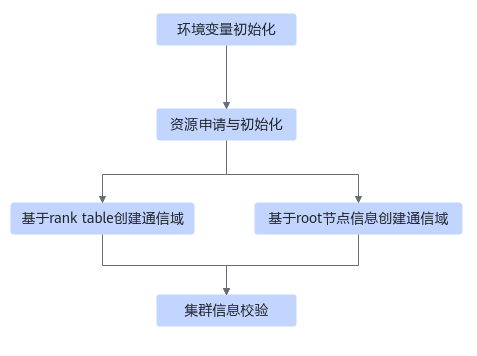 环境变量初始化
资源申请与初始化
基于rank table创建通信域
基于root节点信息创建通信域
集群信息校验